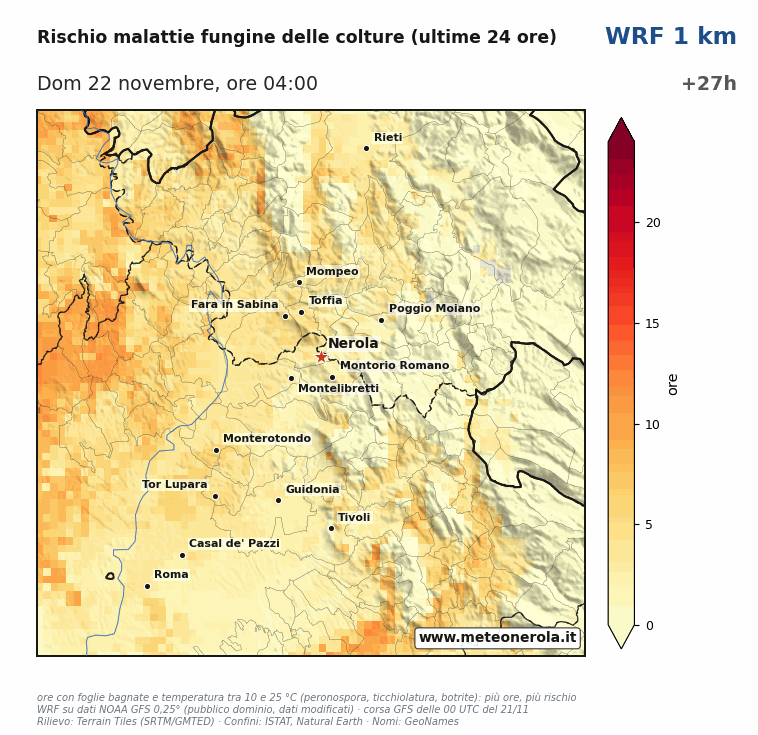 Rischio malattie fungine delle colture (ultime 24 ore)
WRF 1 km
Dom 22 novembre, ore 04:00
+27h
Rieti
Mompeo
Fara in Sabina
Toffia
Poggio Moiano
Nerola
Montorio Romano
Montelibretti
Monterotondo
Tor Lupara
Guidonia
Tivoli
Casal de' Pazzi
Roma
www.meteonerola.it
20
15
10
5
0
ore
ore con foglie bagnate e temperatura tra 10 e 25 °C (peronospora, ticchiolatura, botrite): più ore, più rischio
WRF su dati NOAA GFS 0,25° (pubblico dominio, dati modificati) · corsa GFS delle 00 UTC del 21/11
Rilievo: Terrain Tiles (SRTM/GMTED) · Confini: ISTAT, Natural Earth · Nomi: GeoNames